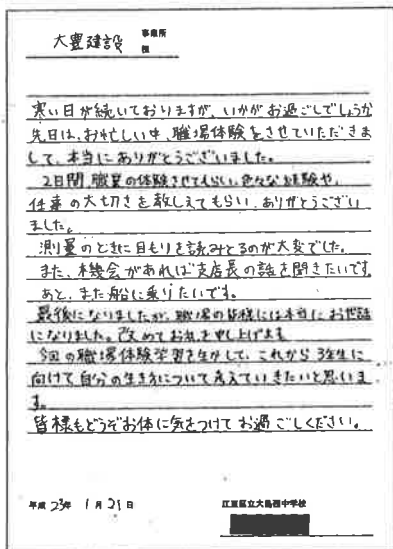 大豊建設 事業所 様
寒い日が続いておりますが、いかがお過ごしでしょうか
先日は、お忙しい中、職場体験をさせていただきま
して、本当にありがとうございました。
2日間、職業の体験させてもらい、色々な体験や、
仕事の大切さを教えてもらい、ありがとうござい
ました。
測量のときに目もりを読みとるのが大変でした。
また、機会があれば支店長の話を聞きたいです。
あと、また船に乗りたいです。
最後になりましたが、職場の皆様には本当にお世話
になりました。改めてお礼を申し上げます
今回の職場体験学習を生かして、これから3年生に
向けて自分の生き方について考えていきたいと思いま
す。
皆様もどうぞお体に気をつけてお過ごしください。
平成 23年 1月 21日
江東区立大島西中学校